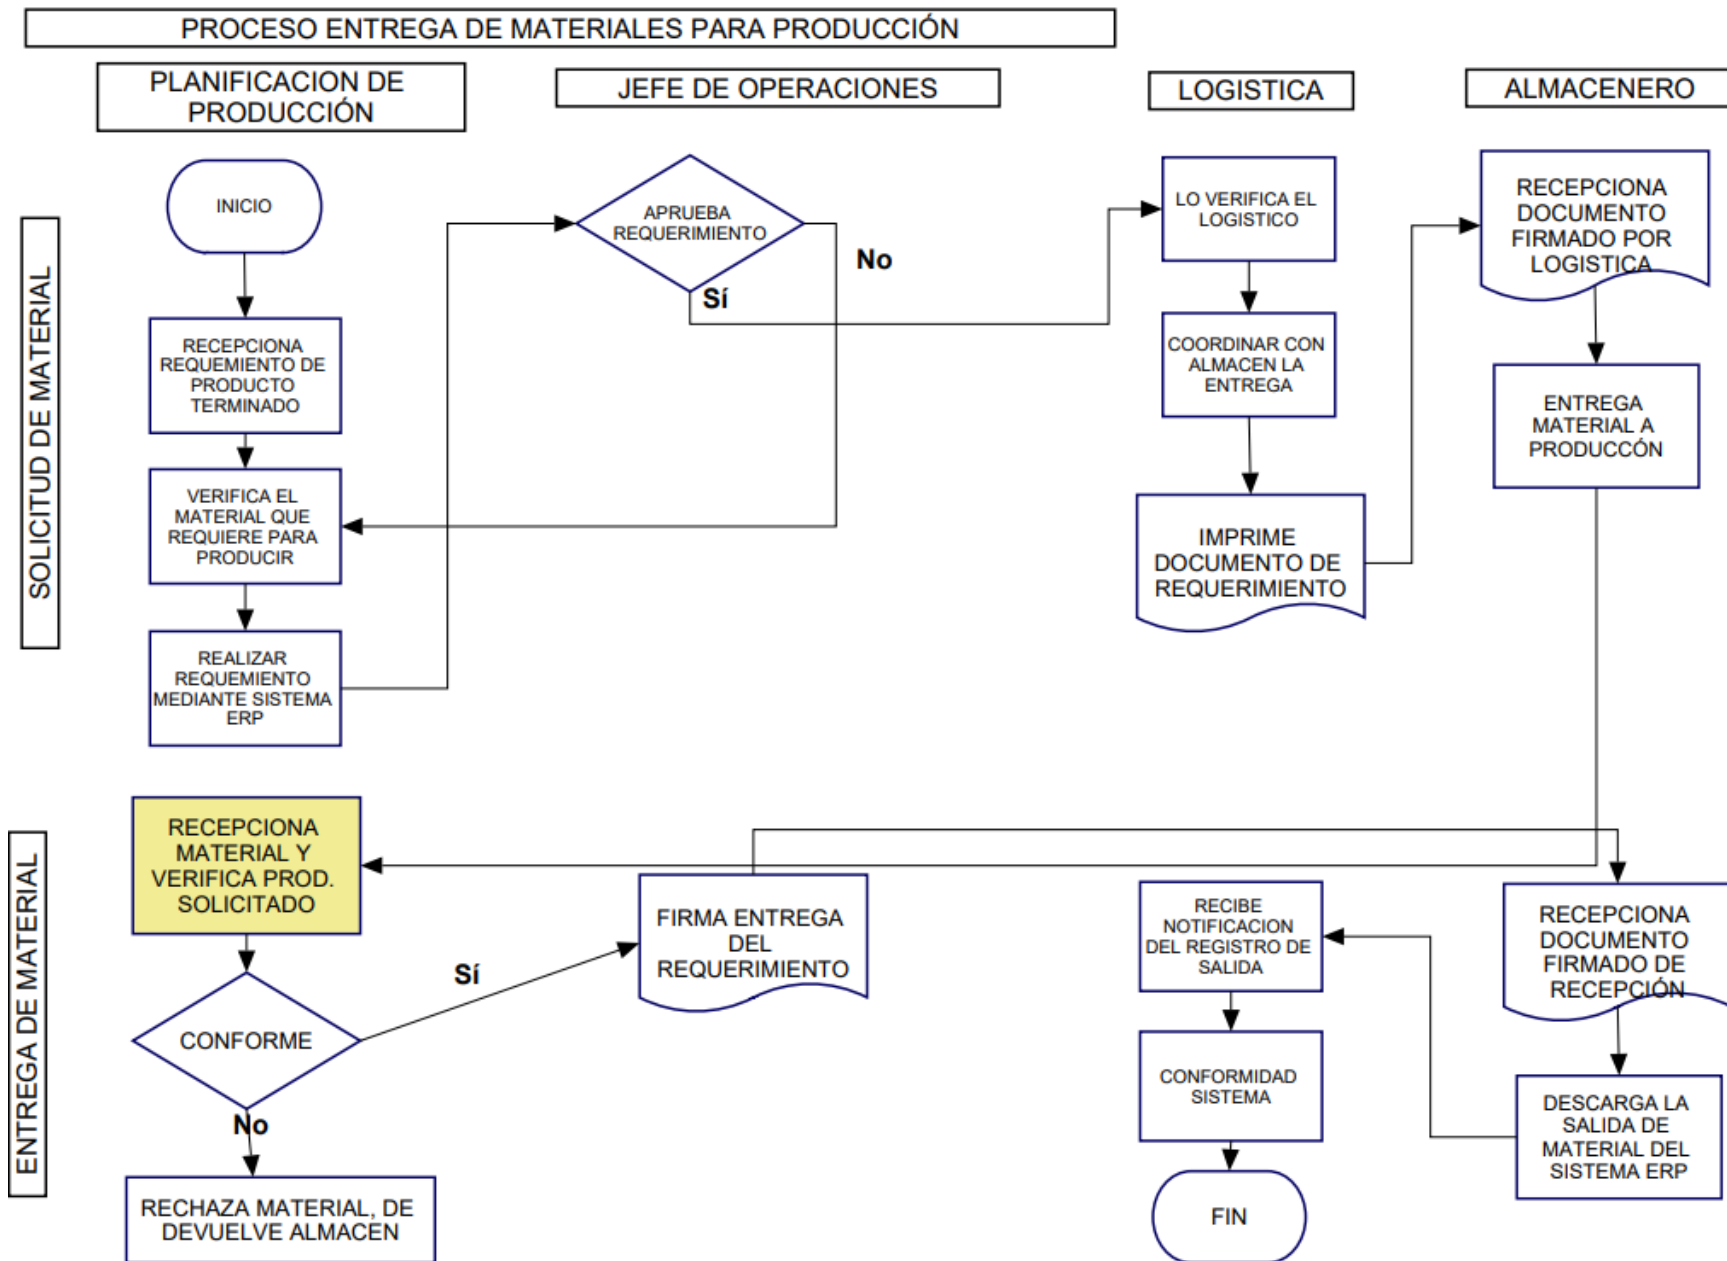 PROCESO ENTREGA DE MATERIALES PARA PRODUCCIÓN
PLANIFICACION DE
PRODUCCIÓN
JEFE DE OPERACIONES
LOGISTICA
ALMACENERO
SOLICITUD DE MATERIAL
INICIO
RECEPCIONA
REQUEMIENTO DE
PRODUCTO
TERMINADO
VERIFICA EL
MATERIAL QUE
REQUIERE PARA
PRODUCIR
REALIZAR
REQUEMIENTO
MEDIANTE SISTEMA
ERP
APRUEBA
REQUERIMIENTO
No
Sí
LO VERIFICA EL
LOGISTICO
COORDINAR CON
ALMACEN LA
ENTREGA
IMPRIME
DOCUMENTO DE
REQUERIMIENTO
RECEPCIONA
DOCUMENTO
FIRMADO POR
LOGISTICA
ENTREGA
MATERIAL A
PRODUCCÓN
ENTREGA DE MATERIAL
RECEPCIONA
MATERIAL Y
VERIFICA PROD.
SOLICITADO
CONFORME
Sí
No
RECHAZA MATERIAL, DE
DEVUELVE ALMACEN
FIRMA ENTREGA
DEL
REQUERIMIENTO
RECIBE
NOTIFICACION
DEL REGISTRO DE
SALIDA
CONFORMIDAD
SISTEMA
FIN
RECEPCIONA
DOCUMENTO
FIRMADO DE
RECEPCIÓN
DESCARGA LA
SALIDA DE
MATERIAL DEL
SISTEMA ERP